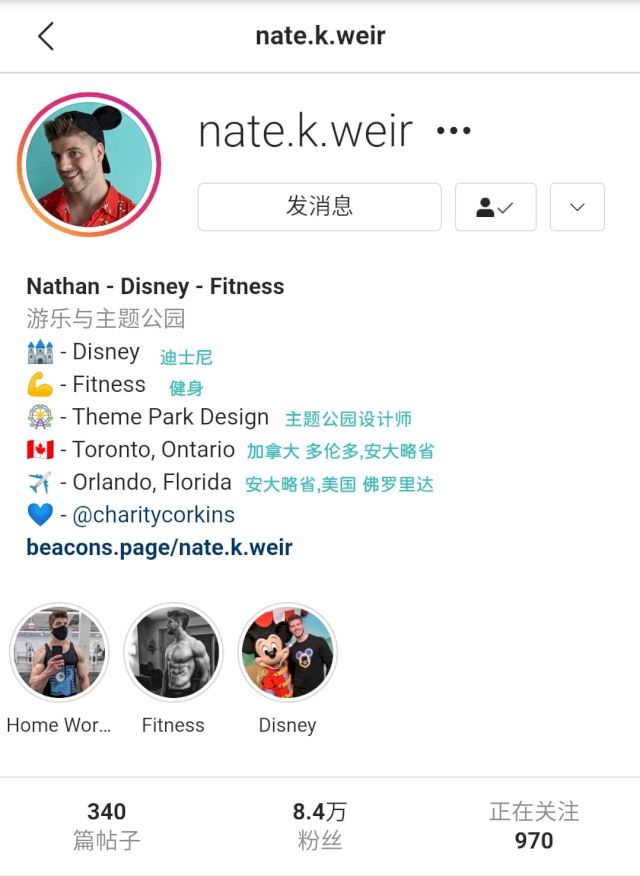 nate.k.weir
nate.k.weir
发消息
Nathan - Disney - Fitness
游乐与主题公园
🏰 - Disney 迪士尼
💪 - Fitness 健身
🎡 - Theme Park Design 主题公园设计师
🇨🇦 - Toronto, Ontario 加拿大 多伦多,安大略省
✈️ - Orlando, Florida 安大略省,美国 佛罗里达
💙 - @charitycorkins
beacons.page/nate.k.weir
Home Wor... Fitness Disney
340 8.4万 正在关注
篇帖子 粉丝 970